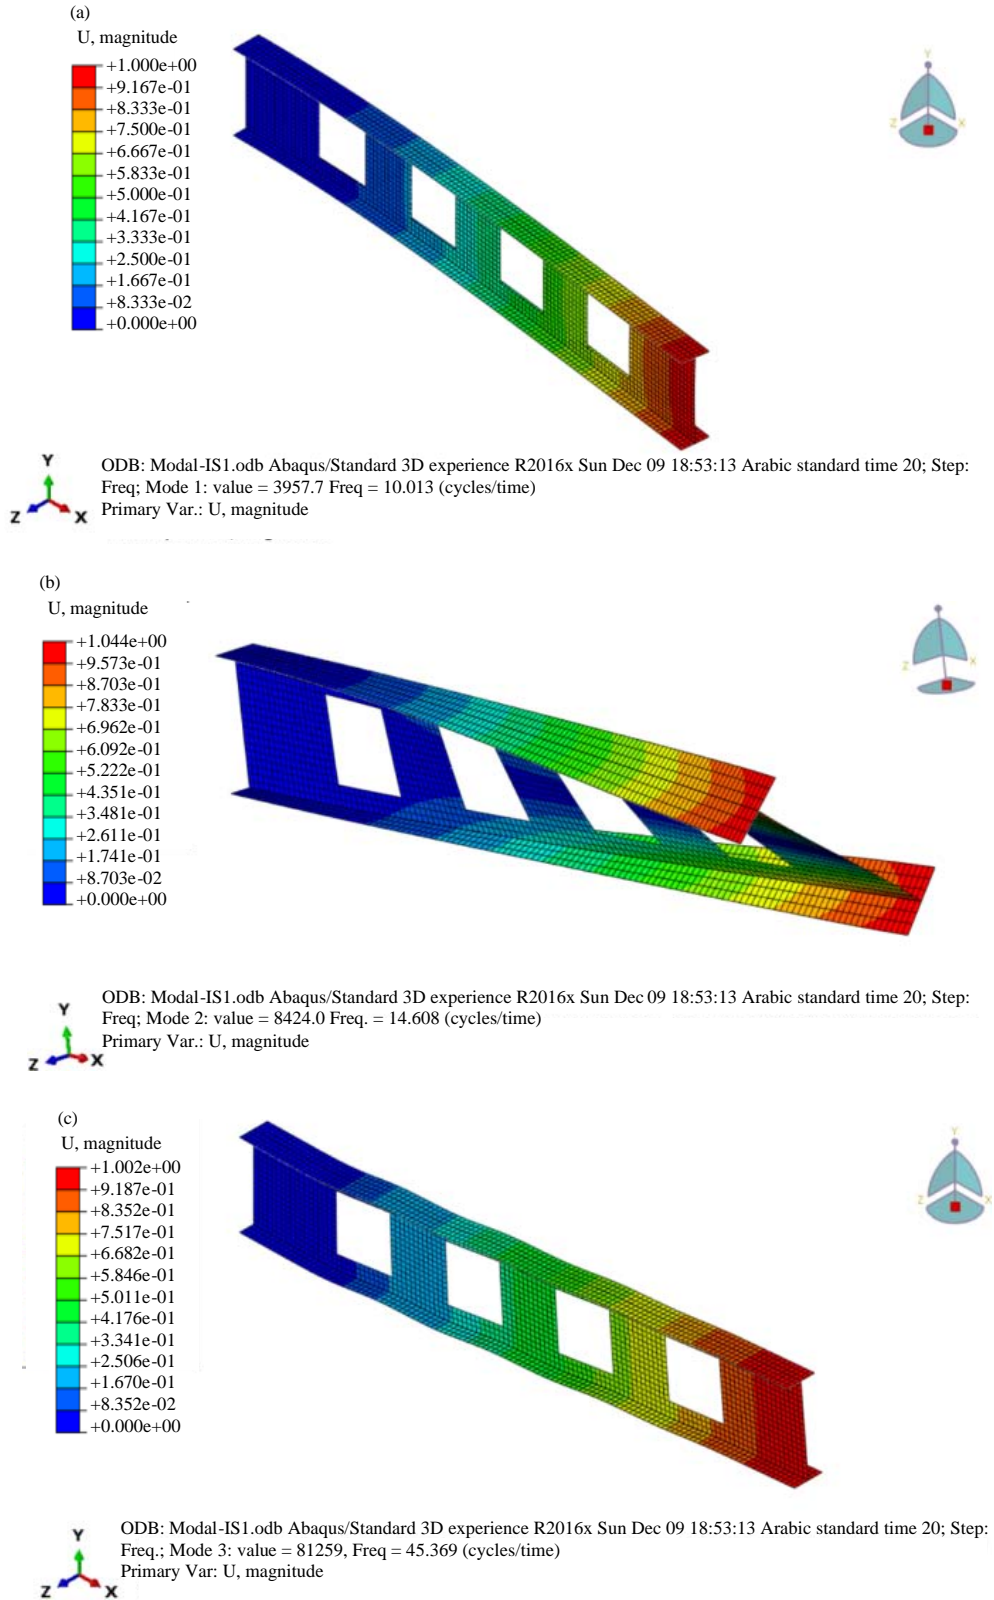 (a)
U, magnitude
+1.000e+00
+9.167e-01
+8.333e-01
+7.500e-01
+6.667e-01
+5.833e-01
+5.000e-01
+4.167e-01
+3.333e-01
+2.500e-01
+1.667e-01
+8.333e-02
+0.000e+00
Y
Z
X
Y
Z
X
ODB: Modal-IS1.odb Abaqus/Standard 3D experience R2016x Sun Dec 09 18:53:13 Arabic standard time 20; Step:
Freq; Mode 1: value = 3957.7 Freq = 10.013 (cycles/time)
Primary Var.: U, magnitude
(b)
U, magnitude
+1.044e+00
+9.573e-01
+8.703e-01
+7.833e-01
+6.962e-01
+6.092e-01
+5.222e-01
+4.351e-01
+3.481e-01
+2.611e-01
+1.741e-01
+8.703e-02
+0.000e+00
Z
X
Y
Z
X
ODB: Modal-IS1.odb Abaqus/Standard 3D experience R2016x Sun Dec 09 18:53:13 Arabic standard time 20; Step:
Freq; Mode 2: value = 8424.0 Freq. = 14.608 (cycles/time)
Primary Var.: U, magnitude
(c)
U, magnitude
+1.002e+00
+9.187e-01
+8.352e-01
+7.517e-01
+6.682e-01
+5.846e-01
+5.011e-01
+4.176e-01
+3.341e-01
+2.506e-01
+1.670e-01
+8.352e-02
+0.000e+00
Y
Z
X
Y
Z
X
ODB: Modal-IS1.odb Abaqus/Standard 3D experience R2016x Sun Dec 09 18:53:13 Arabic standard time 20; Step:
Freq.; Mode 3: value = 81259, Freq = 45.369 (cycles/time)
Primary Var: U, magnitude